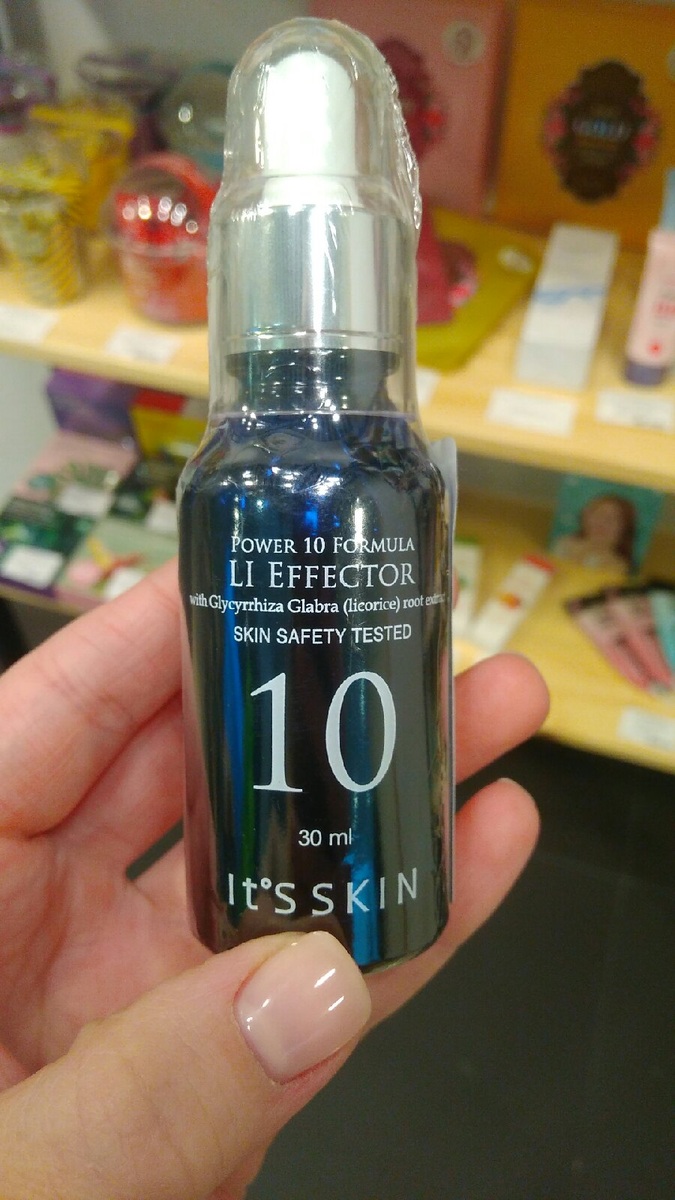 POWER 10 FORMULA
LI EFFECTOR
with Glycyrrhiza Glabra (licorice) root extract
SKIN SAFETY TESTED
10
30 ml
It'S SKIN